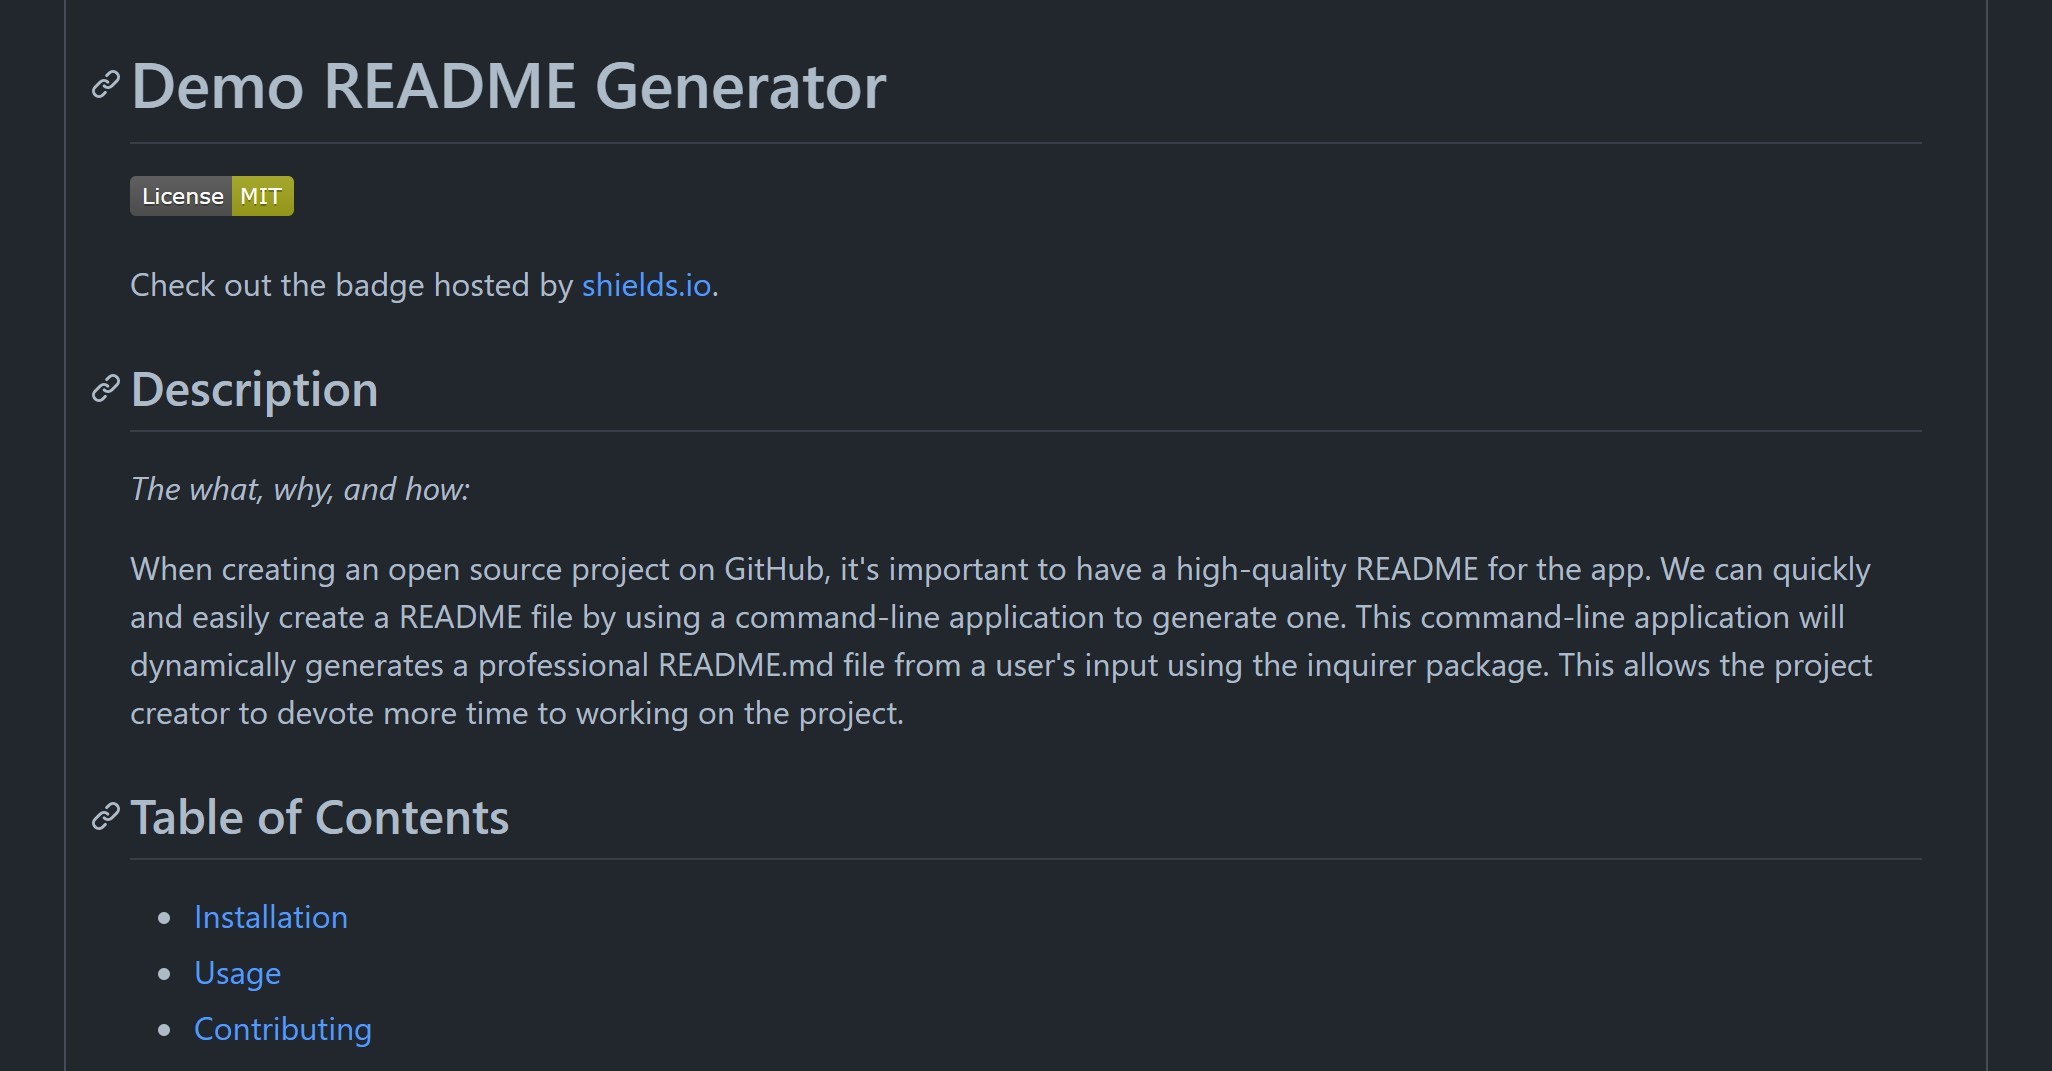 Demo README Generator
License MIT
Check out the badge hosted by shields.io.
Description
The what, why, and how:
When creating an open source project on GitHub, it's important to have a high-quality README for the app. We can quickly
and easily create a README file by using a command-line application to generate one. This command-line application will
dynamically generates a professional README.md file from a user's input using the inquirer package. This allows the project
creator to devote more time to working on the project.
Table of Contents
Installation
Usage
Contributing